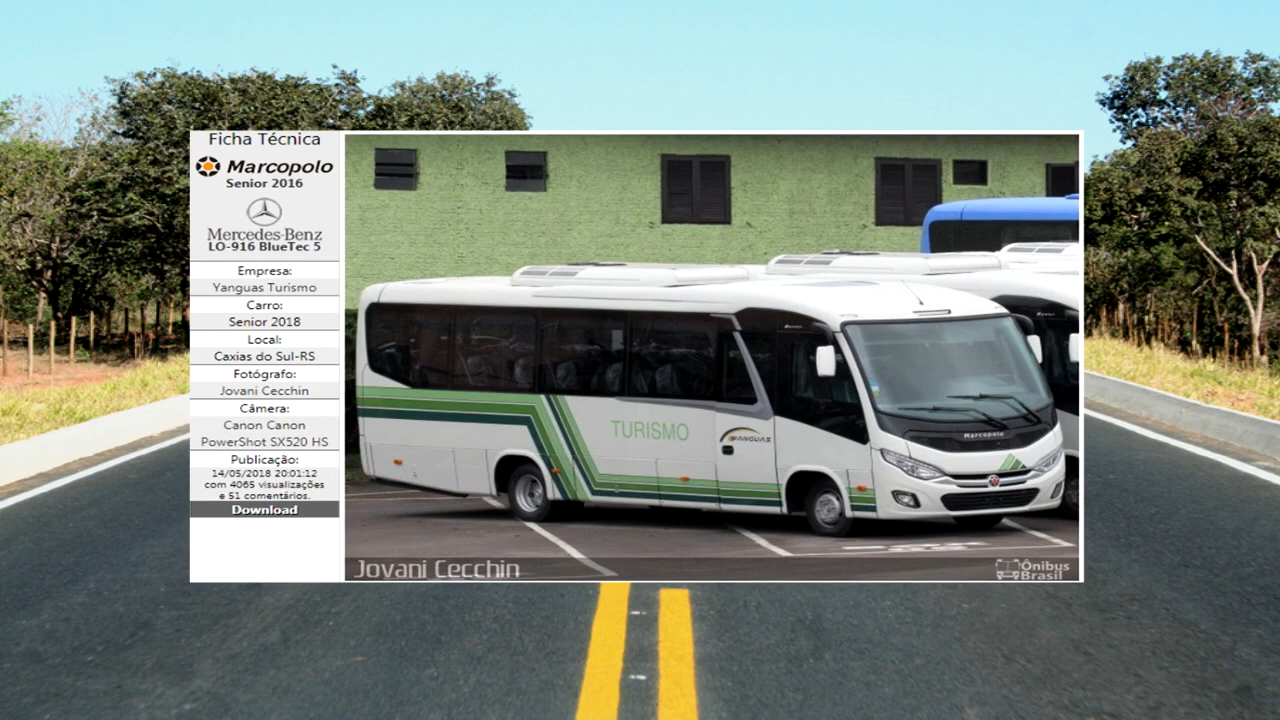 Ficha Técnica
Marcopolo
Senior 2016
Mercedes-Benz
LO-916 BlueTec 5
Empresa:
Yanguas Turismo
Carro:
Senior 2018
Local:
Caxias do Sul-RS
Fotógrafo:
Jovani Cecchin
Câmera:
Canon Canon
PowerShot SX520 HS
Publicação:
14/05/2018 20:01:12
com 4065 visualizações
e 51 comentários.
Download
TURISMO
YANGUAS
Marcopolo
Jovani Cecchin
Ônibus
Brasil